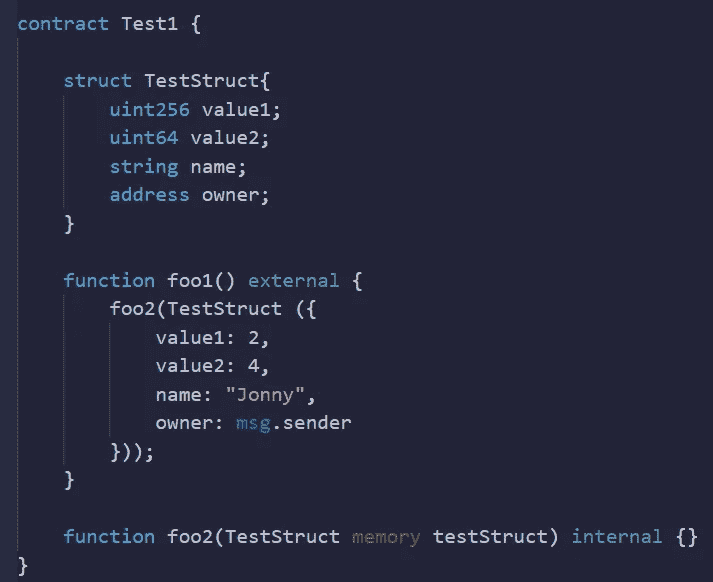 contract Test1 {
struct TestStruct{
uint256 value1;
uint64 value2;
string name;
address owner;
}
function foo1() external {
foo2(TestStruct ({
value1: 2,
value2: 4,
name: "Jonny",
owner: msg.sender
}));
}
function foo2(TestStruct memory testStruct) internal {}
}